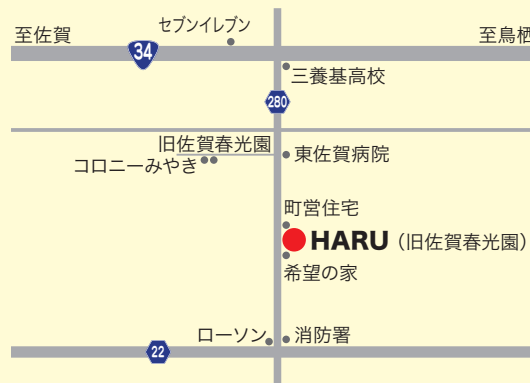 セブンイレブン
至佐賀
至鳥栖
34
三養基高校
280
旧佐賀春光園
コロニーみやき
東佐賀病院
町営住宅
HARU（旧佐賀春光園）
希望の家
ローソン
消防署
22